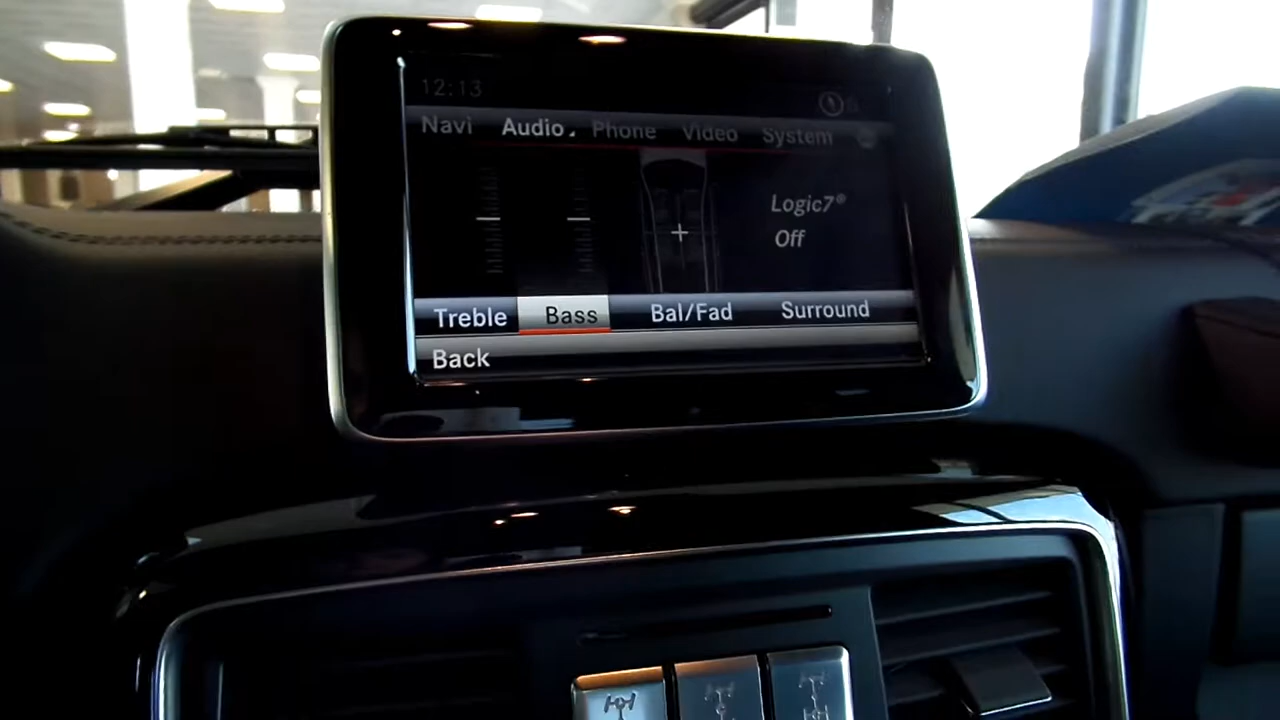 12:13
Navi Audio Phone Video System
Logic7®
Off
Treble Bass Bal/Fad Surround
Back